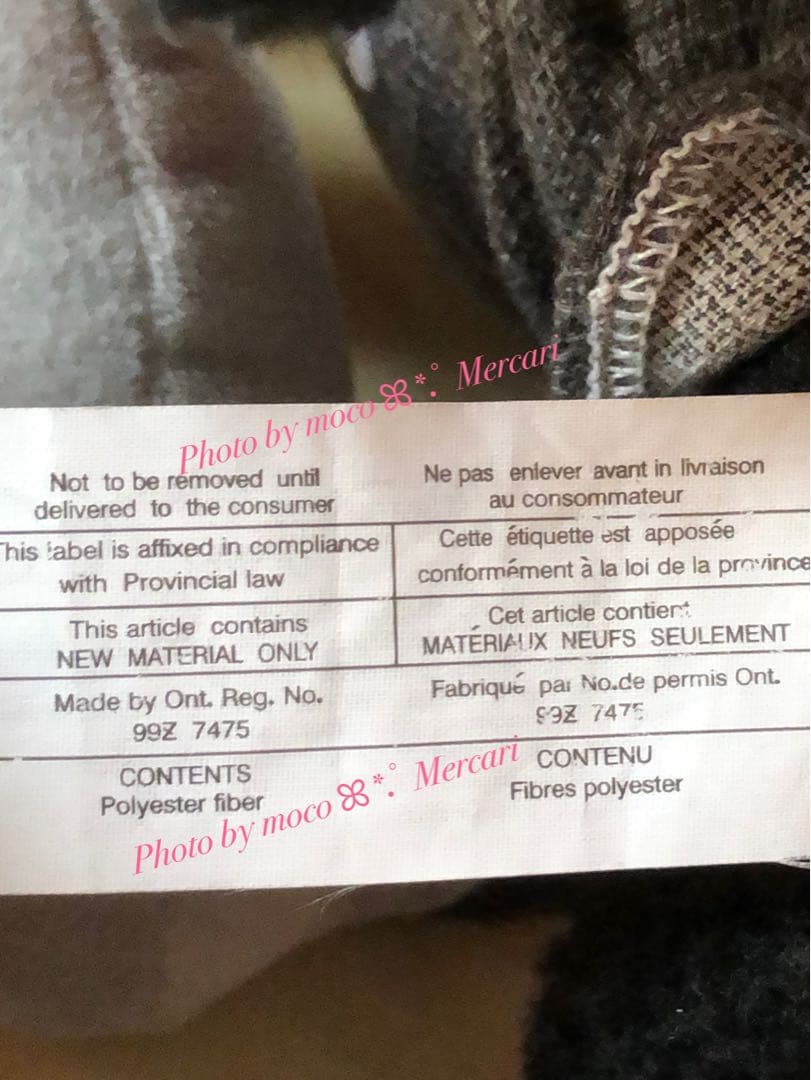 Photo by moco ꕤ*.ﾟ Mercari
Not to be removed until
delivered to the consumer
This label is affixed in compliance
with Provincial law
This article contains
NEW MATERIAL ONLY
Made by Ont. Reg. No.
99Z 7475
CONTENTS
Polyester fiber
Ne pas enlever avant in livraison
au consommateur
Cette étiquette est apposée
conformément à la loi de la province
Cet article contient
MATÉRIAUX NEUFS SEULEMENT
Fabriqué par No.de permis Ont.
99Z 7475
CONTENU
Fibres polyester
Photo by moco ꕤ*.ﾟ Mercari